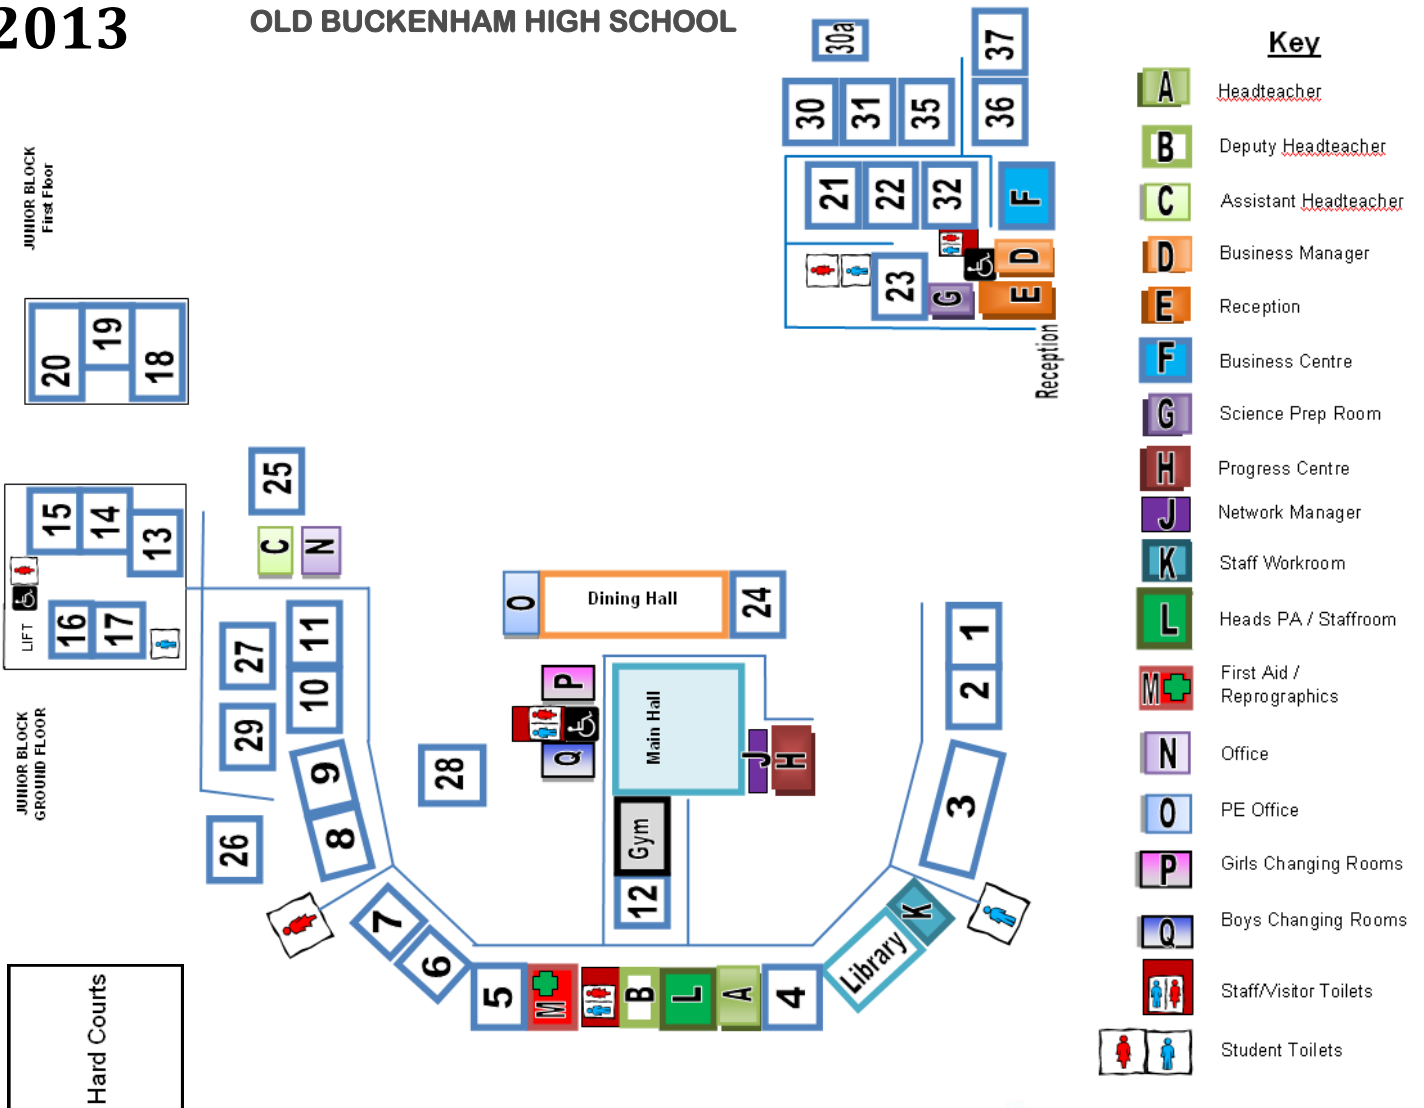 2013
OLD BUCKENHAM HIGH SCHOOL
30a
37
30
31
35
36
21
22
32
F
23
G
D
E
Reception
JUNIOR BLOCK
First Floor
20
19
18
15
14
13
16
17
LIFT
JUNIOR BLOCK
GROUND FLOOR
25
C
N
27
11
29
10
9
8
26
28
7
6
O
Dining Hall
24
P
Q
Main Hall
J
H
Gym
12
1
2
3
K
Library
5
M
B
L
A
4
Hard Courts
Key
A Headteacher
B Deputy Headteacher
C Assistant Headteacher
D Business Manager
E Reception
F Business Centre
G Science Prep Room
H Progress Centre
J Network Manager
K Staff Workroom
L Heads PA / Staffroom
M First Aid /
Reprographics
N Office
O PE Office
P Girls Changing Rooms
Q Boys Changing Rooms
Staff/Visitor Toilets
Student Toilets